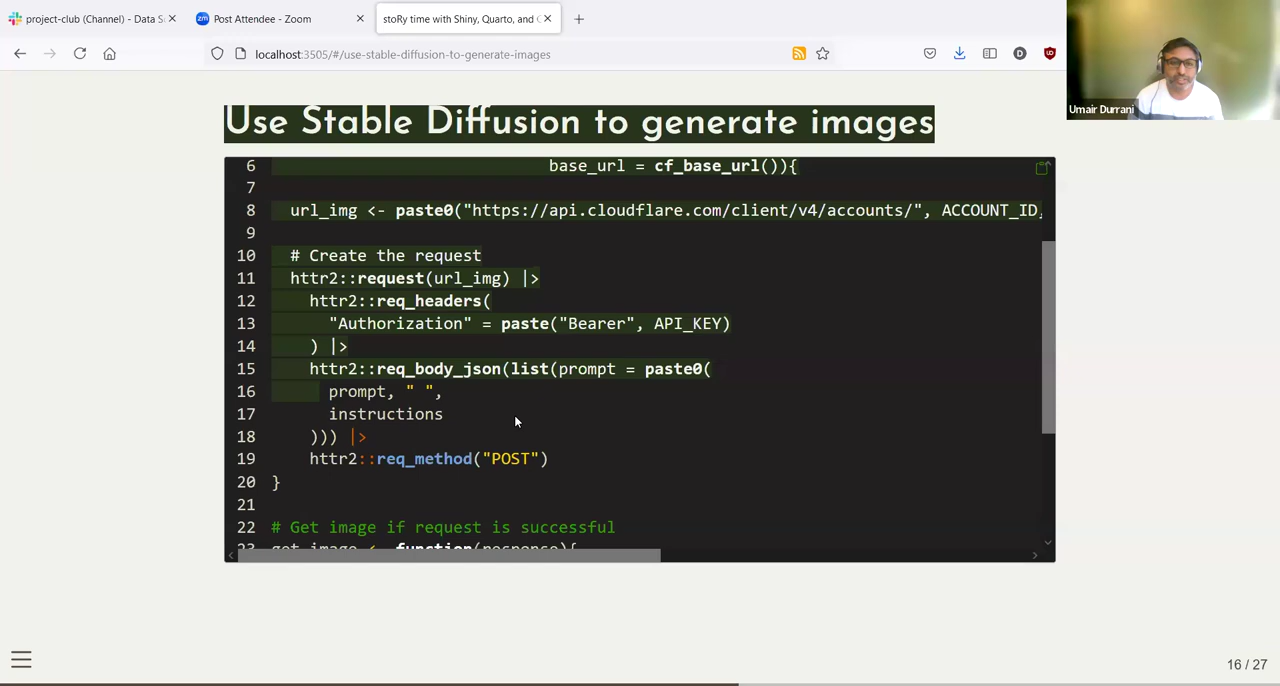 project-club (Channel) - Data S
Post Attendee - Zoom
stoRy time with Shiny, Quarto, and
localhost:3505/#/use-stable-diffusion-to-generate-images
Umair Durrani
Use Stable Diffusion to generate images
6 base_url = cf_base_url()){
7
8 url_img <- paste0("https://api.cloudflare.com/client/v4/accounts/", ACCOUNT_ID,
9
10 # Create the request
11 httr2::request(url_img) |>
12 httr2::req_headers(
13 "Authorization" = paste("Bearer", API_KEY)
14 ) |>
15 httr2::req_body_json(list(prompt = paste0(
16 prompt, " ",
17 instructions
18 ))) |>
19 httr2::req_method("POST")
20 }
21
22 # Get image if request is successful
23 get_image <- function(response){
16 / 27